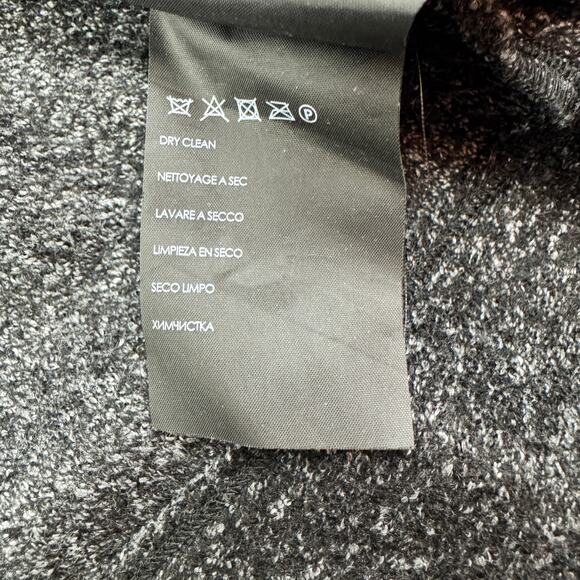 P
DRY CLEAN
NETTOYAGE A SEC
LAVARE A SECCO
LIMPIEZA EN SECO
SECO LIMPO
ХИМЧИСТКА